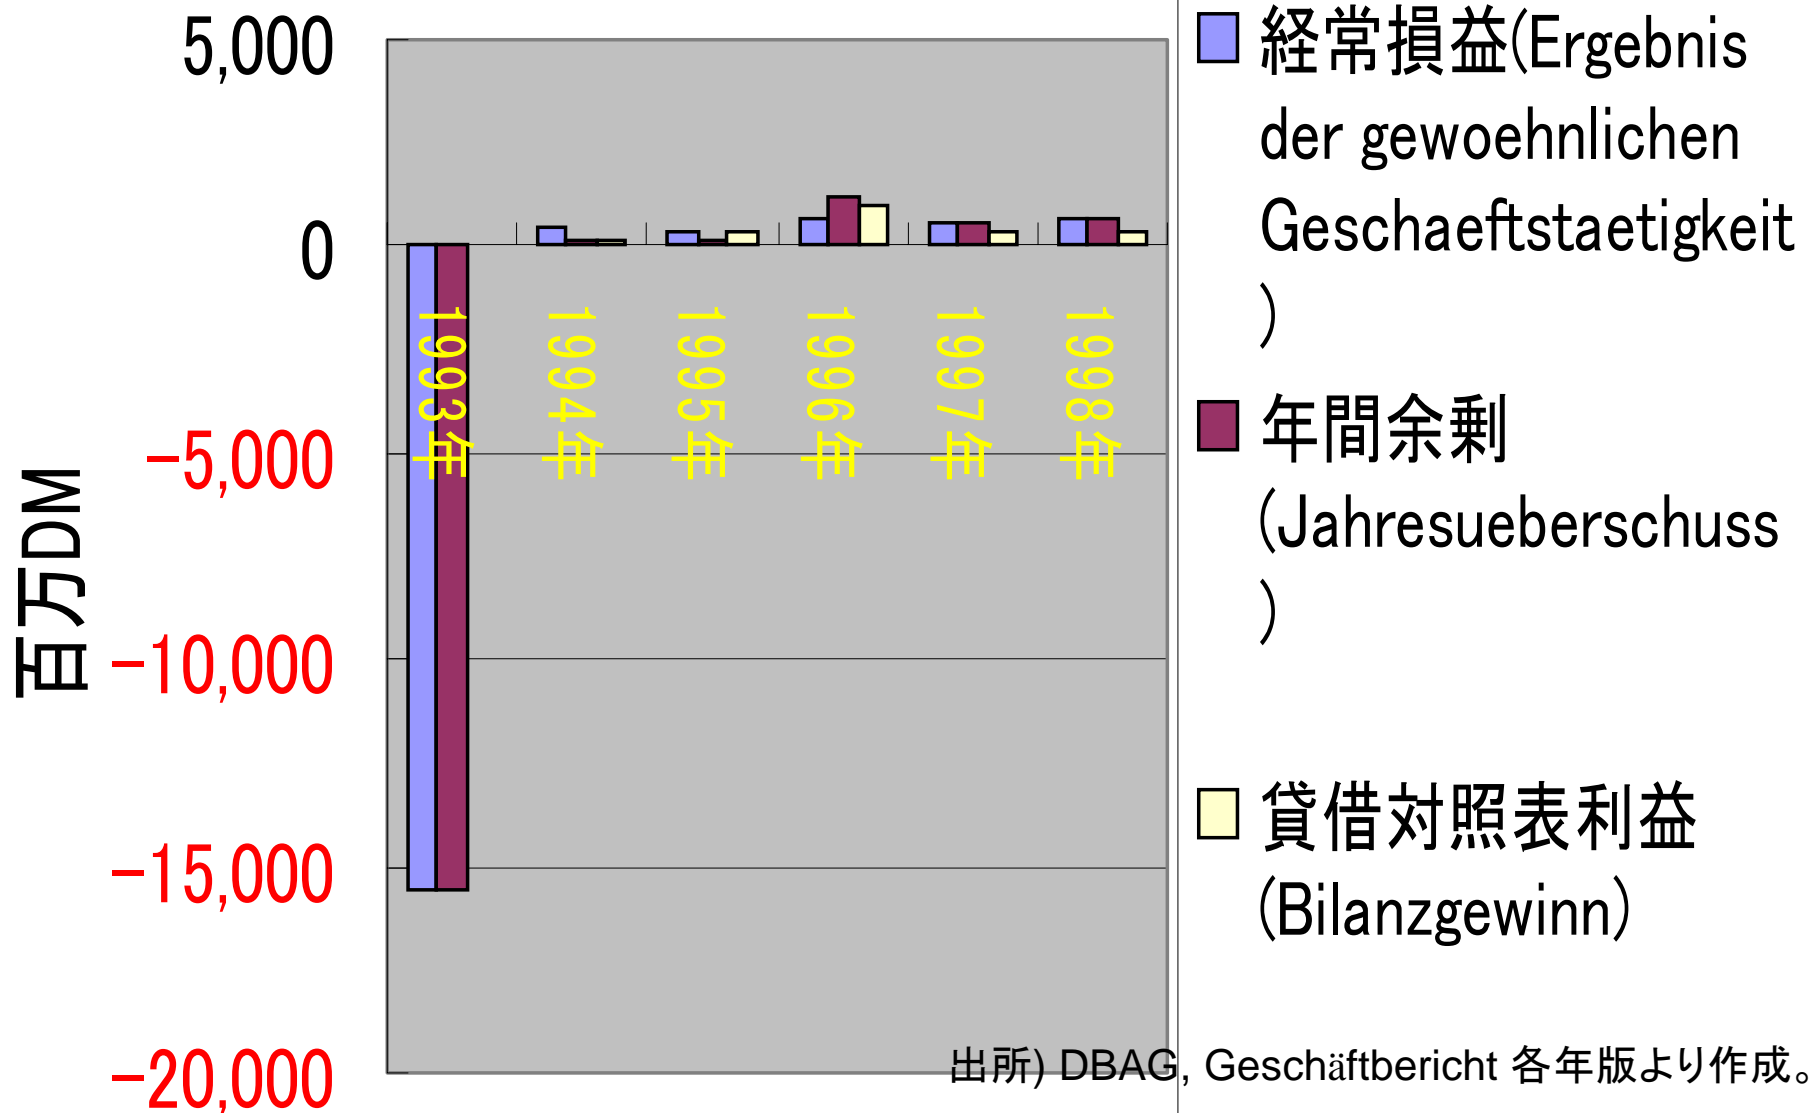 5,000
0
-5,000
-10,000
-15,000
-20,000
百万DM
1993年
1994年
1995年
1996年
1997年
1998年
経常損益(Ergebnis
der gewoehnlichen
Geschaeftstaetigkeit
)
年間余剰
(Jahresueberschuss
)
貸借対照表利益
(Bilanzgewinn)
出所) DBAG, Geschäftbericht 各年版より作成。